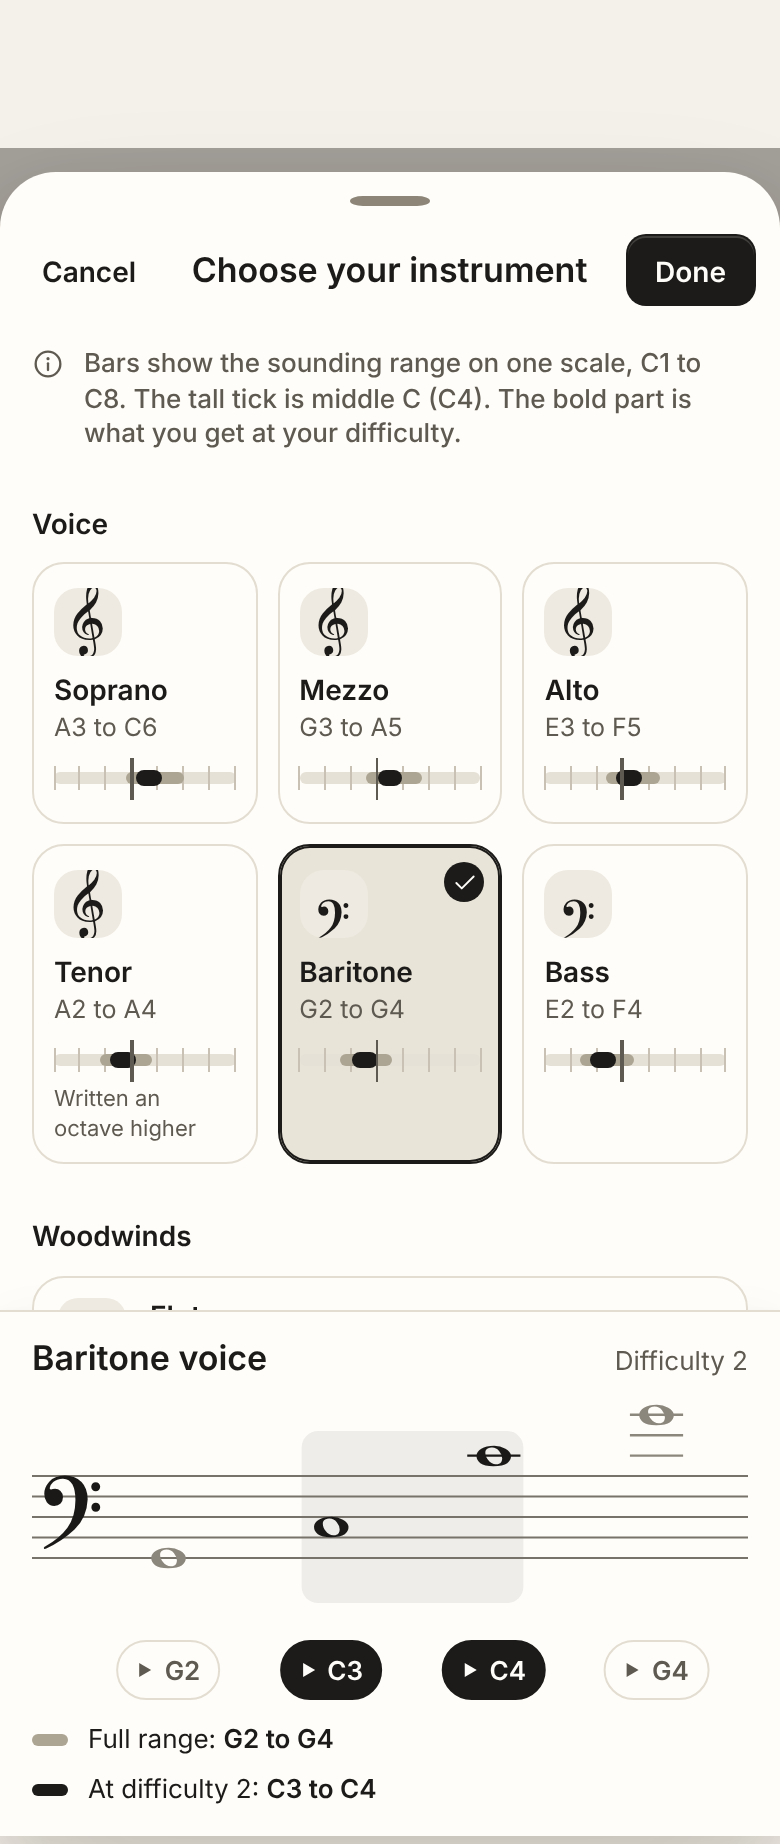 Cancel
Choose your instrument
Done
Bars show the sounding range on one scale, C1 to
C8. The tall tick is middle C (C4). The bold part is
what you get at your difficulty.
Voice
Soprano
A3 to C6
Mezzo
G3 to A5
Alto
E3 to F5
Tenor
A2 to A4
Written an
octave higher
Baritone
G2 to G4
Bass
E2 to F4
Woodwinds
Baritone voice
Difficulty 2
G2
C3
C4
G4
Full range: G2 to G4
At difficulty 2: C3 to C4